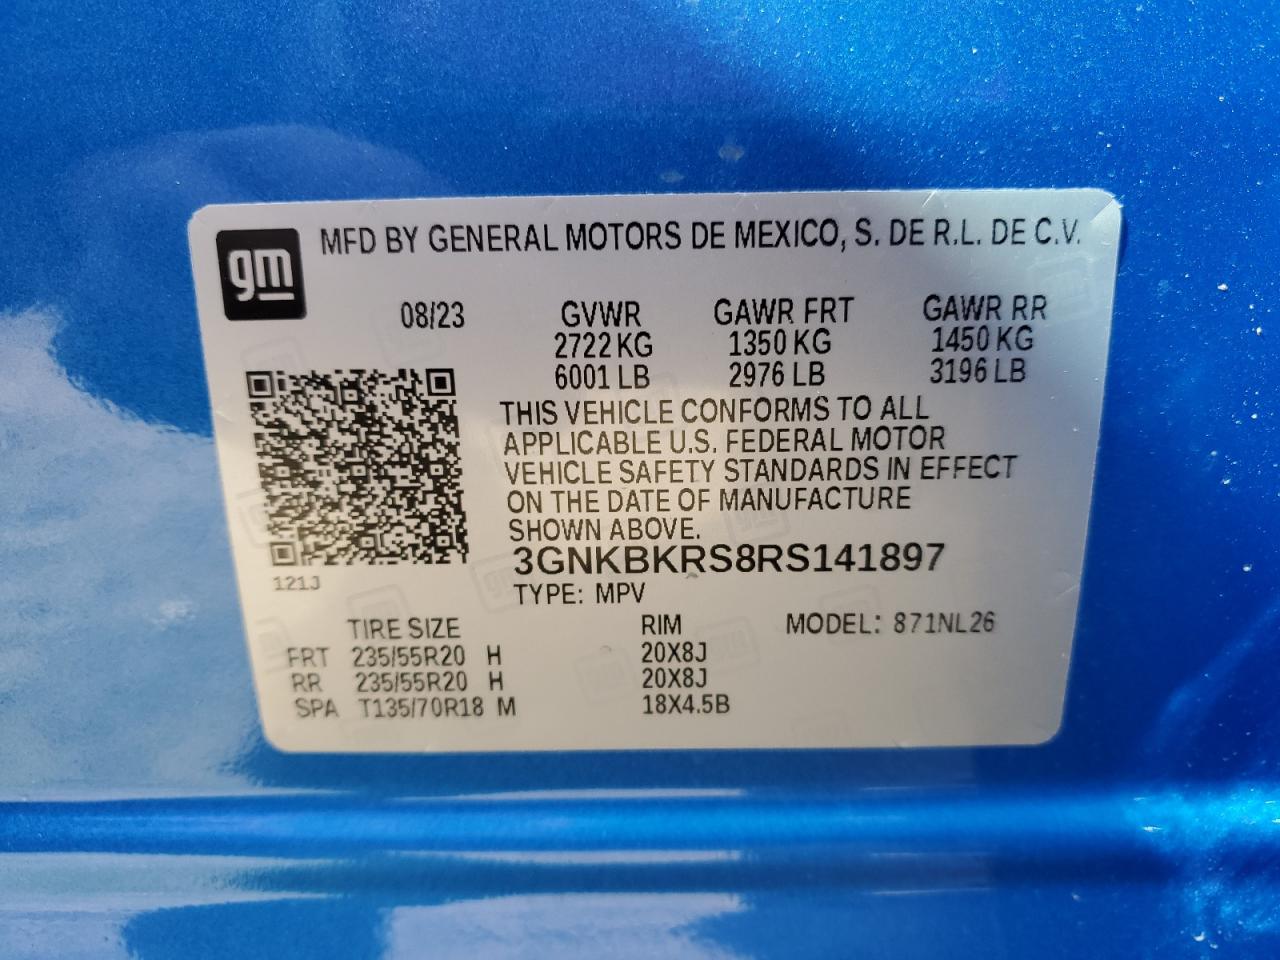 gm
MFD BY GENERAL MOTORS DE MEXICO, S. DE R.L. DE C.V.
08/23 GVWR GAWR FRT GAWR RR
2722 KG 1350 KG 1450 KG
6001 LB 2976 LB 3196 LB
THIS VEHICLE CONFORMS TO ALL
APPLICABLE U.S. FEDERAL MOTOR
VEHICLE SAFETY STANDARDS IN EFFECT
ON THE DATE OF MANUFACTURE
SHOWN ABOVE.
3GNKBKRS8RS141897
121J
TYPE: MPV
TIRE SIZE RIM MODEL: 871NL26
FRT 235/55R20 H 20X8J
RR 235/55R20 H 20X8J
SPA T135/70R18 M 18X4.5B